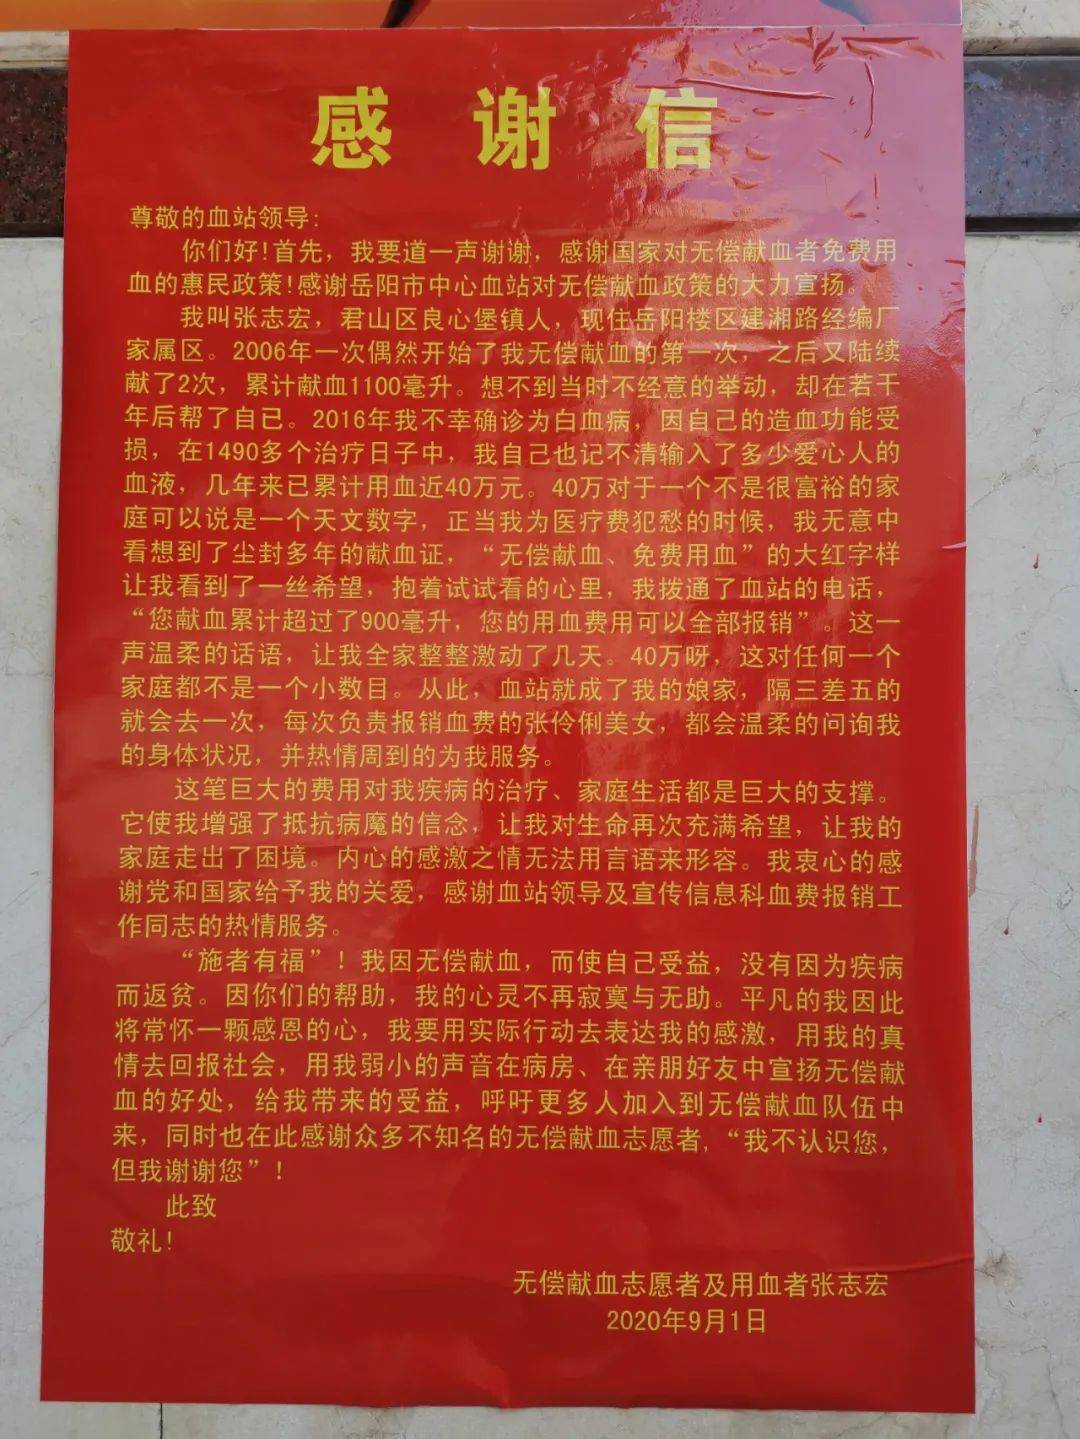 感谢信
尊敬的血站领导：
你们好！首先，我要道一声谢谢，感谢国家对无偿献血者免费用
血的惠民政策！感谢岳阳市中心血站对无偿献血政策的大力宣扬。
我叫张志宏，君山区良心堡镇人，现住岳阳楼区建湘路经编厂
家属区。2006年一次偶然开始了我无偿献血的第一次，之后又陆续
献了2次，累计献血1100毫升。想不到当时不经意的举动，却在若干
年后帮了自已。2016年我不幸确诊为白血病，因自己的造血功能受
损，在1490多个治疗日子中，我自己也记不清输入了多少爱心人的
血液，几年来已累计用血近40万元。40万对于一个不是很富裕的家
庭可以说是一个天文数字，正当我为医疗费犯愁的时候，我无意中
看想到了尘封多年的献血证，“无偿献血、免费用血”的大红字样
让我看到了一丝希望，抱着试试看的心里，我拨通了血站的电话，
“您献血累计超过了900毫升，您的用血费用可以全部报销”。这一
声温柔的话语，让我全家整整激动了几天。40万呀，这对任何一个
家庭都不是一个小数目。从此，血站就成了我的娘家，隔三差五的
就会去一次，每次负责报销血费的张伶俐美女，都会温柔的问询我
的身体状况，并热情周到的为我服务。
这笔巨大的费用对我疾病的治疗、家庭生活都是巨大的支撑。
它使我增强了抵抗病魔的信念，让我对生命再次充满希望，让我的
家庭走出了困境。内心的感激之情无法用言语来形容。我衷心的感
谢党和国家给予我的关爱，感谢血站领导及宣传信息科血费报销工
作同志的热情服务。
“施者有福”！我因无偿献血，而使自己受益，没有因为疾病
而返贫。因你们的帮助，我的心灵不再寂寞与无助。平凡的我因此
将常怀一颗感恩的心，我要用实际行动去表达我的感激，用我的真
情去回报社会，用我弱小的声音在病房、在亲朋好友中宣扬无偿献
血的好处，给我带来的受益，呼吁更多人加入到无偿献血队伍中
来，同时也在此感谢众多不知名的无偿献血志愿者，“我不认识您，
但我谢谢您”！
此致
敬礼！
无偿献血志愿者及用血者张志宏
2020年9月1日